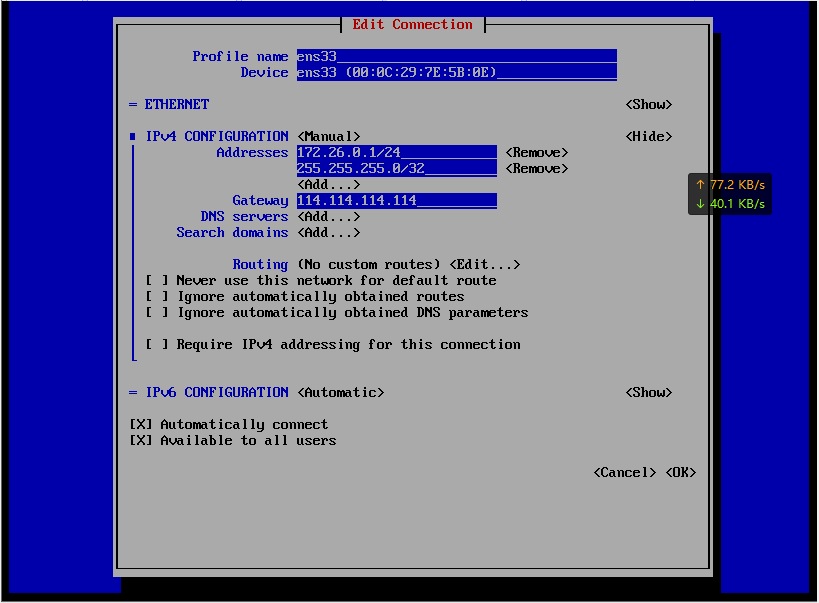 Edit Connection
Profile name ens33
Device ens33 (00:0C:29:7E:5B:0E)
= ETHERNET <Show>
IPv4 CONFIGURATION <Manual> <Hide>
Addresses 172.26.0.1/24 <Remove>
255.255.255.0/32 <Remove>
<Add...>
Gateway 114.114.114.114
DNS servers <Add...>
Search domains <Add...>
Routing (No custom routes) <Edit...>
[ ] Never use this network for default route
[ ] Ignore automatically obtained routes
[ ] Ignore automatically obtained DNS parameters
[ ] Require IPv4 addressing for this connection
= IPv6 CONFIGURATION <Automatic> <Show>
[X] Automatically connect
[X] Available to all users
<Cancel> <OK>
↑ 77.2 KB/s
↓ 40.1 KB/s